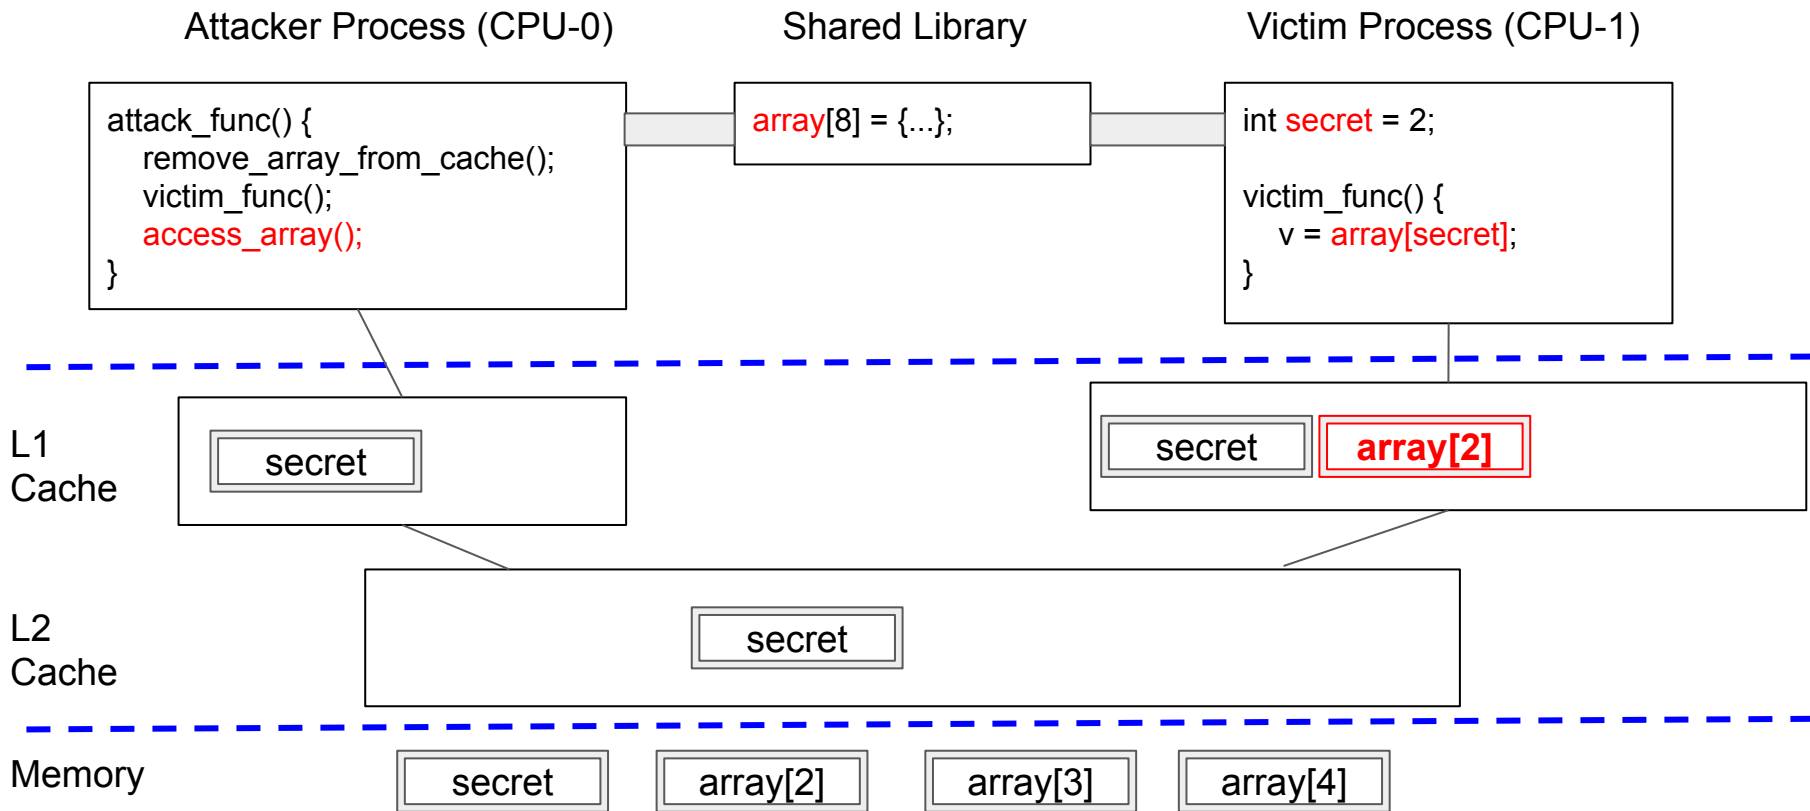 Attacker Process (CPU-0)
Shared Library
Victim Process (CPU-1)
attack_func() {
remove_array_from_cache();
victim_func();
access_array();
}
array[8] = {...};
int secret = 2;
victim_func() {
v = array[secret];
}
L1
Cache
secret
secret
array[2]
L2
Cache
secret
Memory
secret
array[2]
array[3]
array[4]